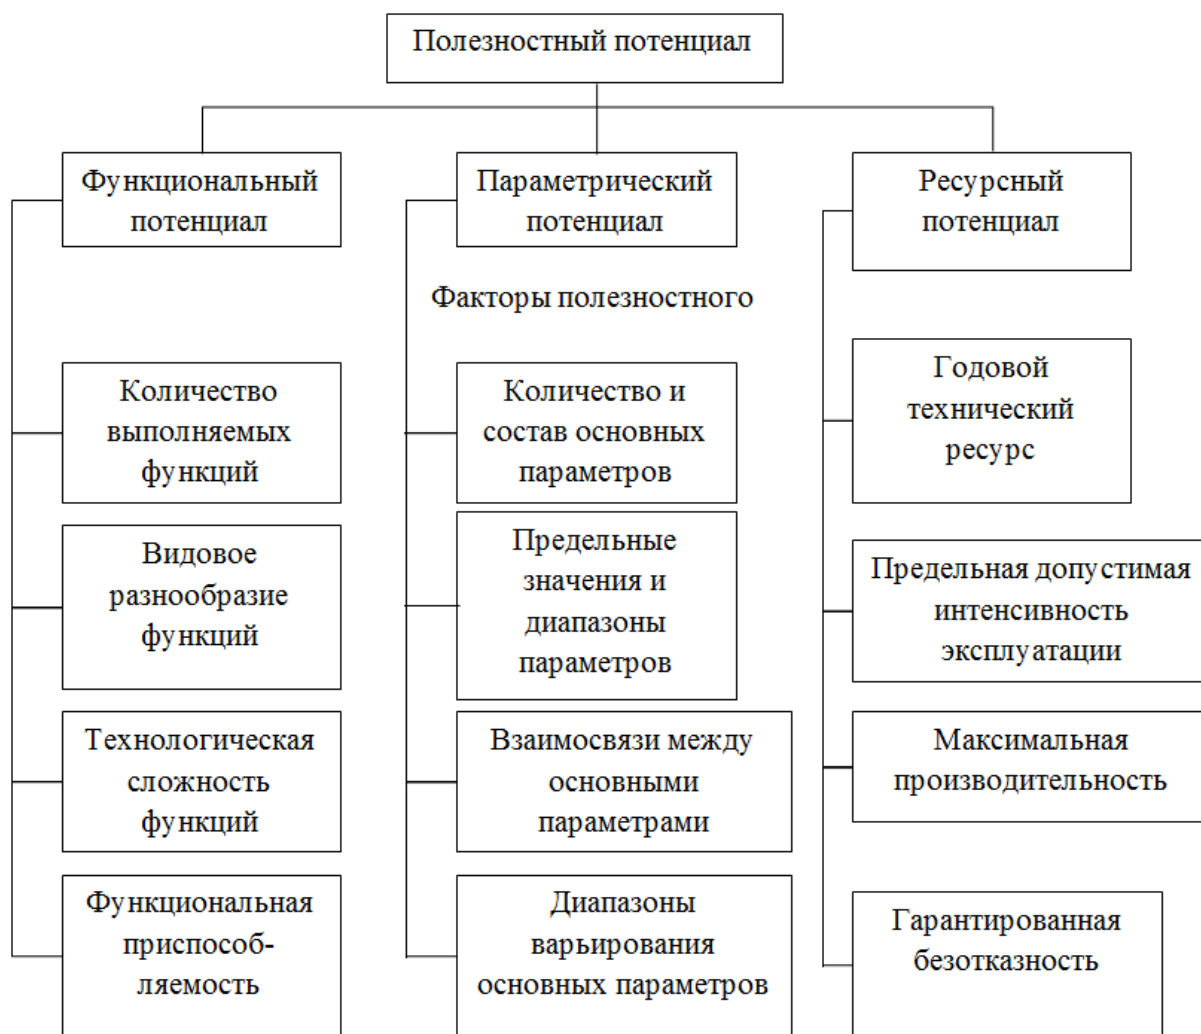 Полезностный потенциал
Функциональный
потенциал
Параметрический
потенциал
Ресурсный
потенциал
Факторы полезностного
Количество
выполняемых
функций
Количество и
состав основных
параметров
Годовой
технический
ресурс
Видовое
разнообразие
функций
Предельные
значения и
диапазоны
параметров
Предельная допустимая
интенсивность
эксплуатации
Технологическая
сложность
функций
Взаимосвязи между
основными
параметрами
Максимальная
производительность
Функциональная
приспособ-
ляемость
Диапазоны
варьирования
основных параметров
Гарантированная
безотказность